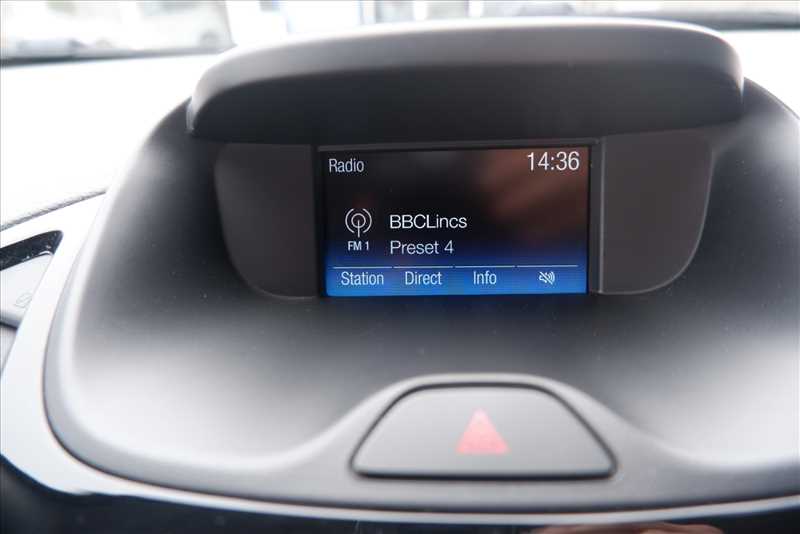 Radio 14:36
BBCLincs
FM 1 Preset 4
Station Direct Info